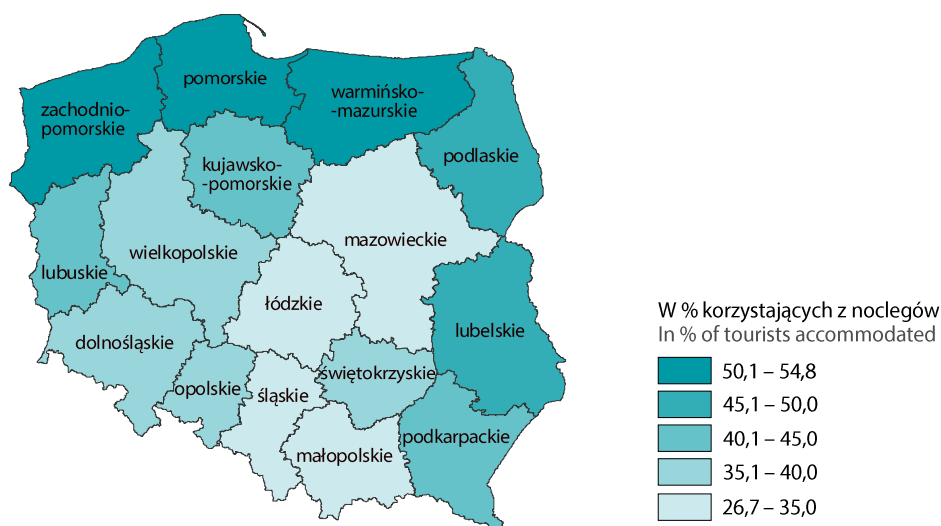 pomorskie
zachodnio-
pomorskie
warmińsko-
-mazurskie
podlaskie
kujawsko-
-pomorskie
mazowieckie
wielkopolskie
lubuskie
łódzkie
lubelskie
dolnośląskie
świętokrzyskie
opolskie
śląskie
podkarpackie
małopolskie
W % korzystających z noclegów
In % of tourists accommodated
50,1 – 54,8
45,1 – 50,0
40,1 – 45,0
35,1 – 40,0
26,7 – 35,0